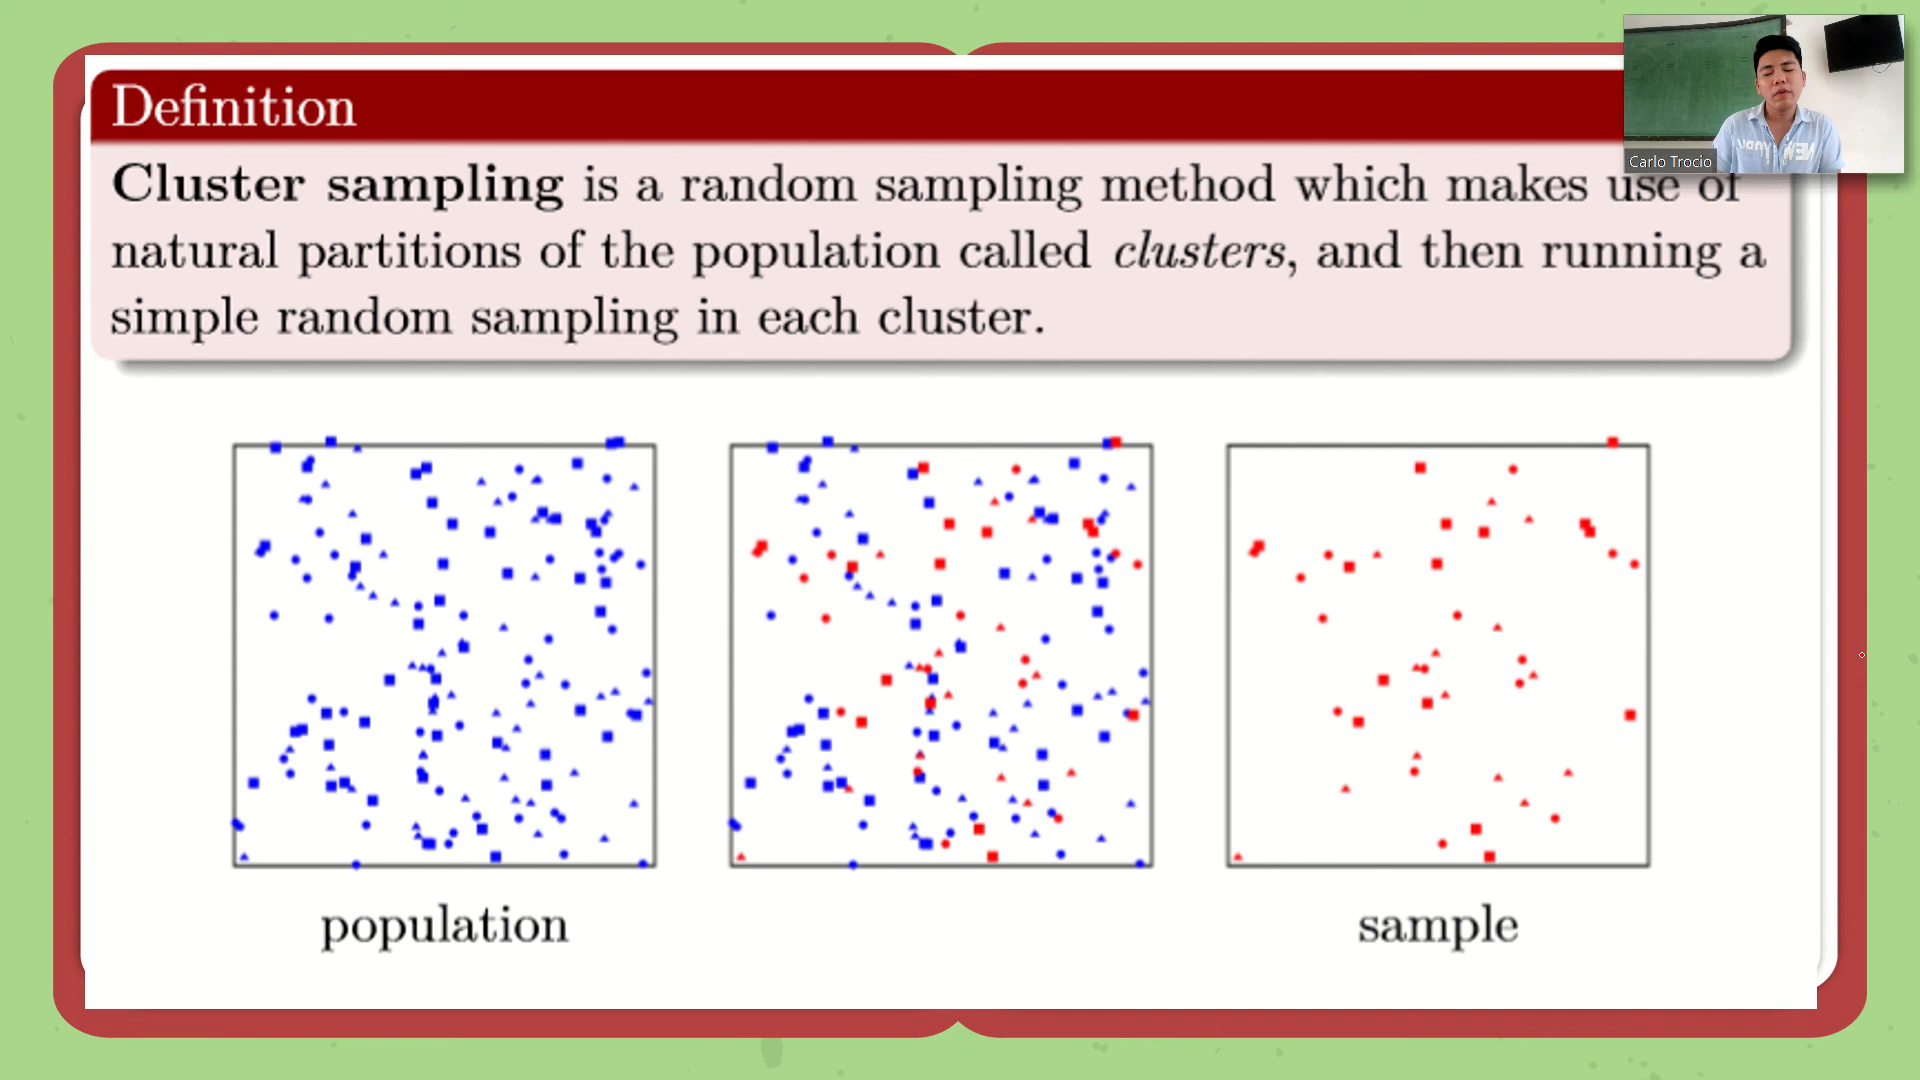 Definition
Cluster sampling is a random sampling method which makes use of
natural partitions of the population called clusters, and then running a
simple random sampling in each cluster.
Carlo Trocio
population
sample